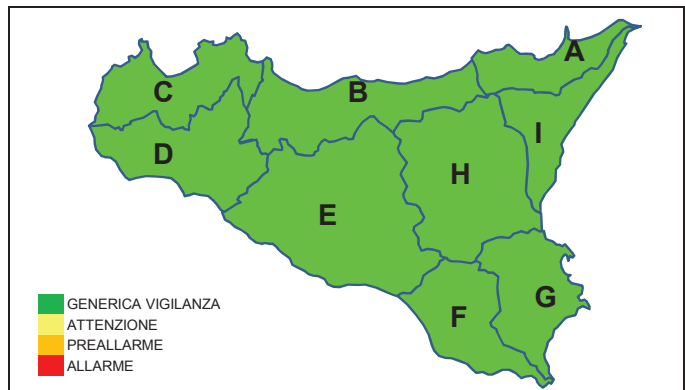 A
B
C
I
D
H
E
G
F
GENERICA VIGILANZA
ATTENZIONE
PREALLARME
ALLARME